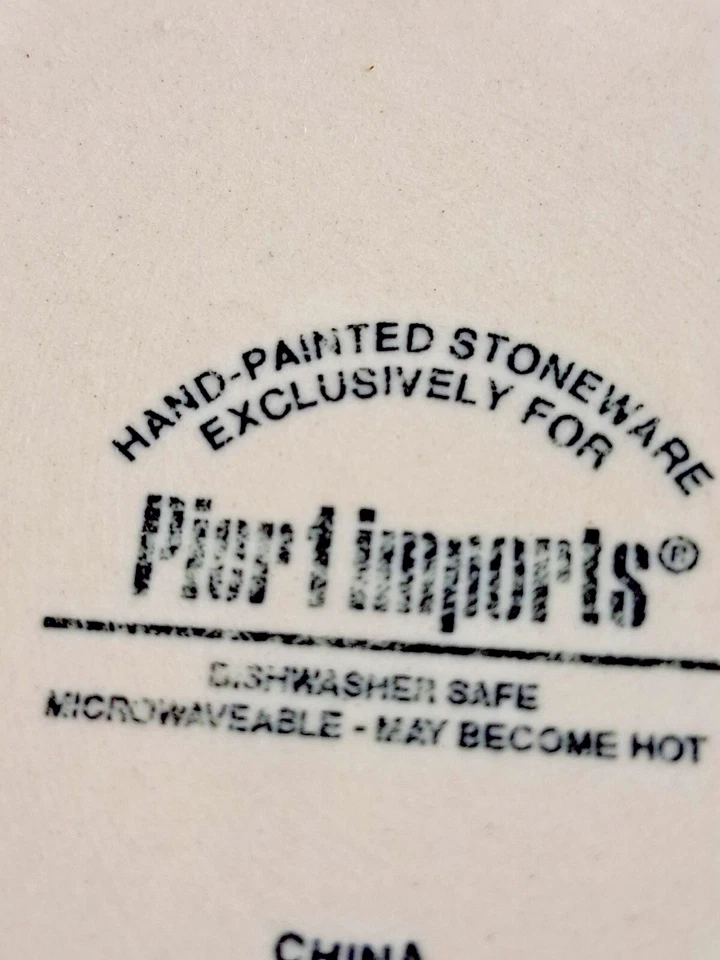 HAND-PAINTED STONEWARE
EXCLUSIVELY FOR
Pier 1 imports®
DISHWASHER SAFE
MICROWAVEABLE - MAY BECOME HOT
CHINA